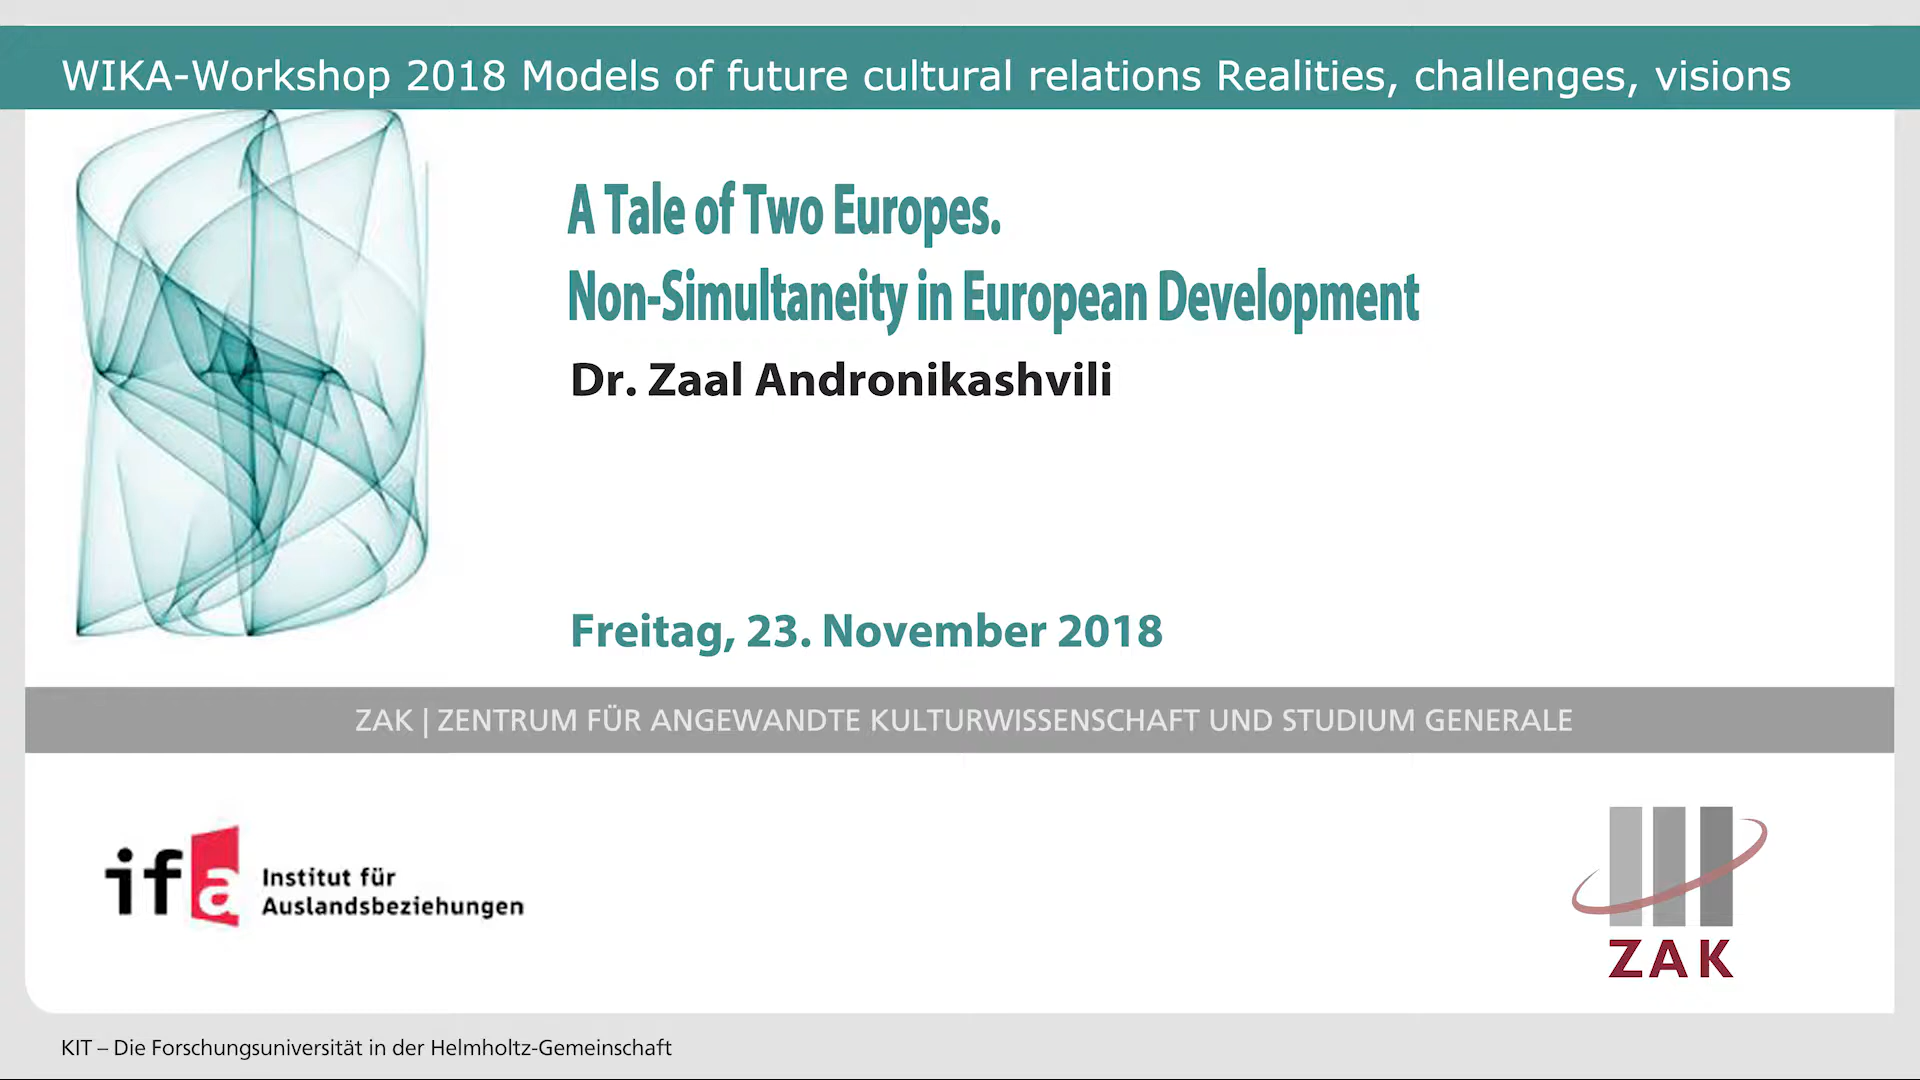 WIKA-Workshop 2018 Models of future cultural relations Realities, challenges, visions
A Tale of Two Europes.
Non-Simultaneity in European Development
Dr. Zaal Andronikashvili
Freitag, 23. November 2018
ZAK | ZENTRUM FÜR ANGEWANDTE KULTURWISSENSCHAFT UND STUDIUM GENERALE
ifa
Institut für
Auslandsbeziehungen
ZAK
KIT – Die Forschungsuniversität in der Helmholtz-Gemeinschaft